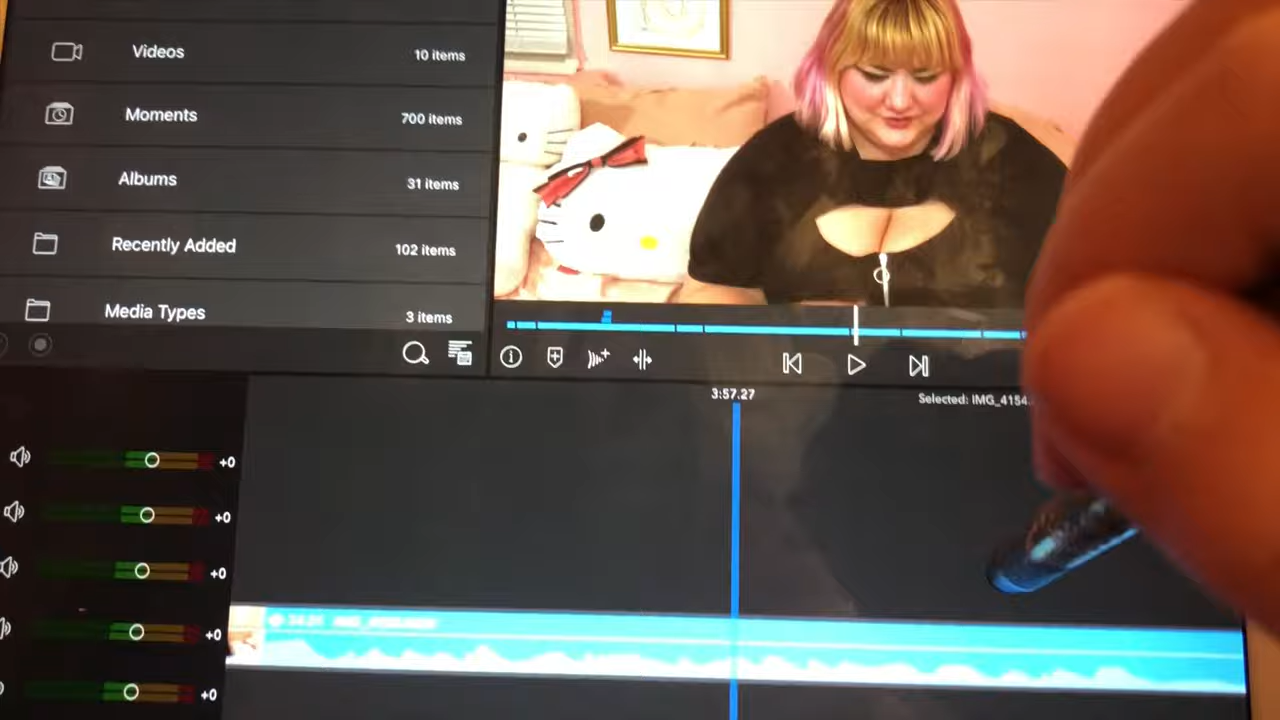 Videos 10 items
Moments 700 items
Albums 31 items
Recently Added 102 items
Media Types 3 items
3:57.27
Selected: IMG_4154.
+0
+0
+0
+0
+0